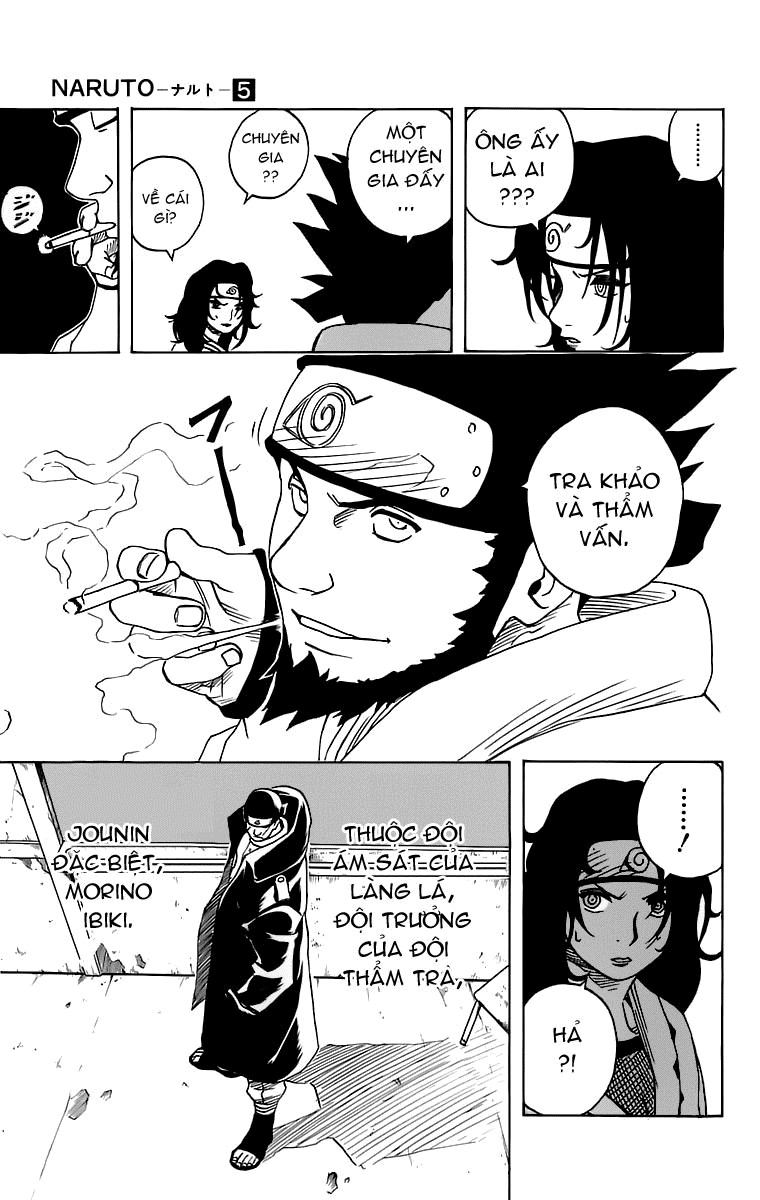 NARUTO－ナルト－5
………
ÔNG ẤY
LÀ AI
???
MỘT
CHUYÊN
GIA ĐẤY
...
CHUYÊN
GIA
??
VỀ CÁI
GÌ?
ジジ
TRA KHẢO
VÀ THẨM
VẤN.
……!
HẢ
?!
THUỘC ĐỘI
ÁM SÁT CỦA
LÀNG LÁ,
ĐỘI TRƯỞNG
CỦA ĐỘI
THẨM TRA,
JOUNIN
ĐẶC BIỆT,
MORINO
IBIKI.